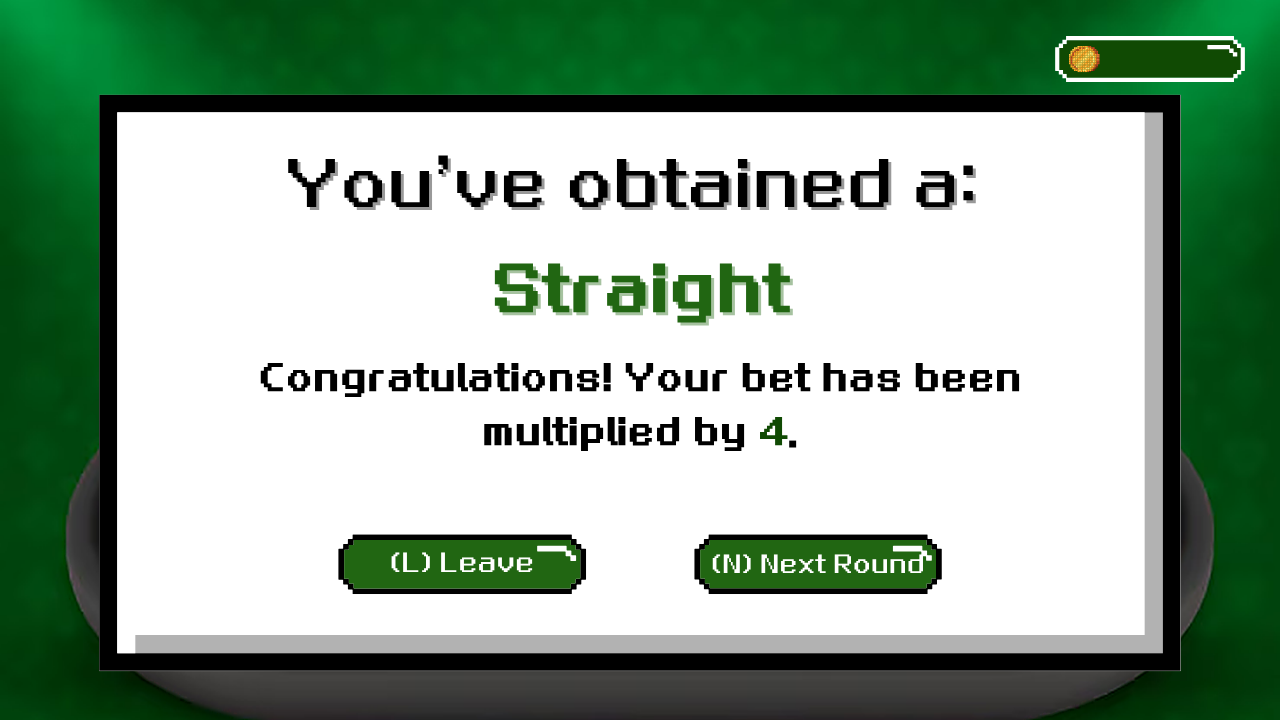 You've obtained a:
Straight
Congratulations! Your bet has been
multiplied by 4.
(L) Leave
(N) Next Round